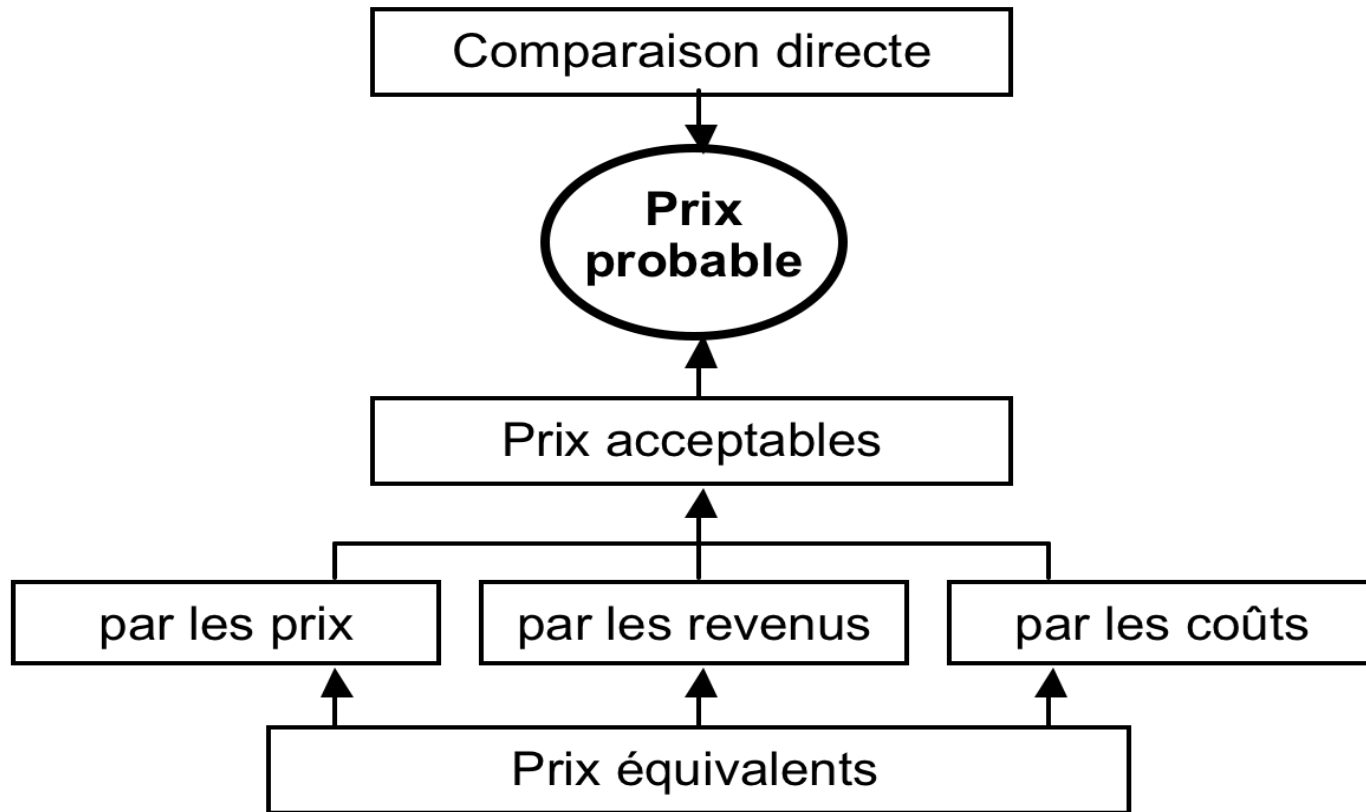 Comparaison directe
Prix
probable
Prix acceptables
par les prix
par les revenus
par les coûts
Prix équivalents